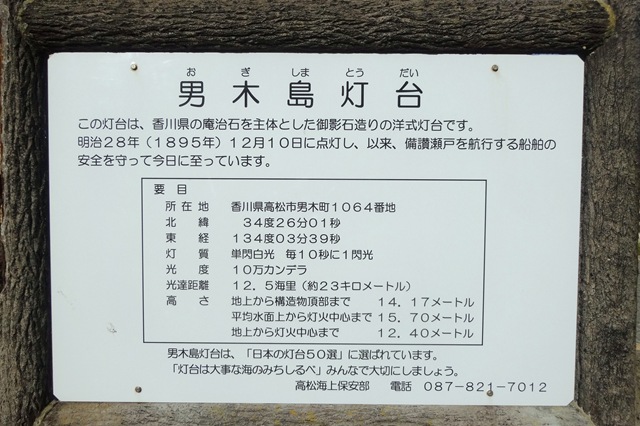 おぎしまとうだい
男木島灯台
この灯台は、香川県の庵治石を主体とした御影石造りの洋式灯台です。
明治28年（1895年）12月10日に点灯し、以来、備讃瀬戸を航行する船舶の
安全を守って今日に至っています。
要目
所在地 香川県高松市男木町1064番地
北緯 34度26分01秒
東経 134度03分39秒
灯質 単閃白光 毎10秒に1閃光
光度 10万カンデラ
光達距離 12．5海里（約23キロメートル）
高さ 地上から構造物頂部まで 14．17メートル
平均水面上から灯火中心まで 15．70メートル
地上から灯火中心まで 12．40メートル
男木島灯台は、「日本の灯台50選」に選ばれています。
「灯台は大事な海のみちしるべ」みんなで大切にしましょう。
高松海上保安部 電話 087-821-7012